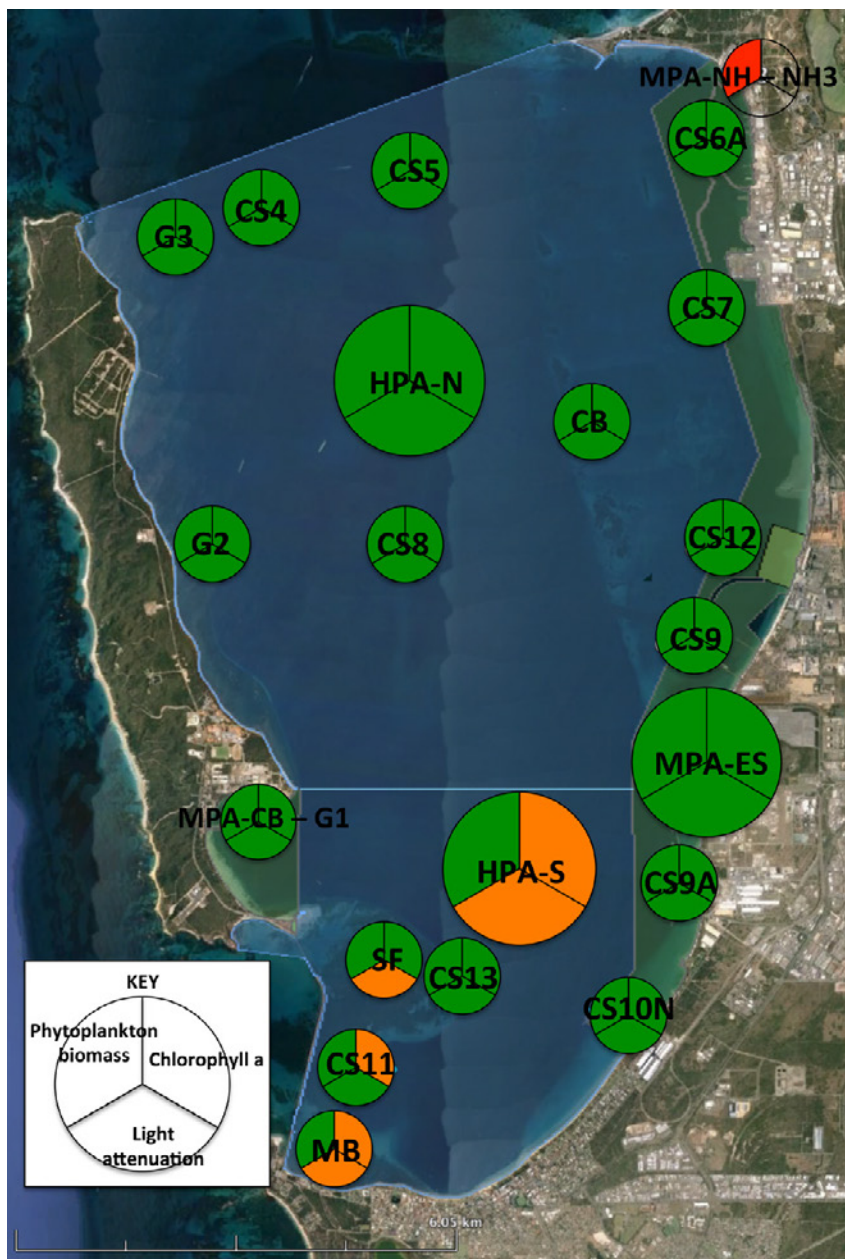 MPA-NH – NH3
CS6A
CS5
CS4
G3
CS7
HPA-N
CB
CS12
G2
CS8
CS9
MPA-ES
MPA-CB – G1
HPA-S
CS9A
SF
CS13
CS10N
CS11
MB
KEY
Phytoplankton
biomass
Chlorophyll a
Light
attenuation
6.05 km